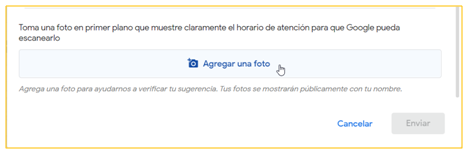 Toma una foto en primer plano que muestre claramente el horario de atención para que Google pueda
escanearlo
Agregar una foto
Agrega una foto para ayudarnos a verificar tu sugerencia. Tus fotos se mostrarán públicamente con tu nombre.
Cancelar Enviar